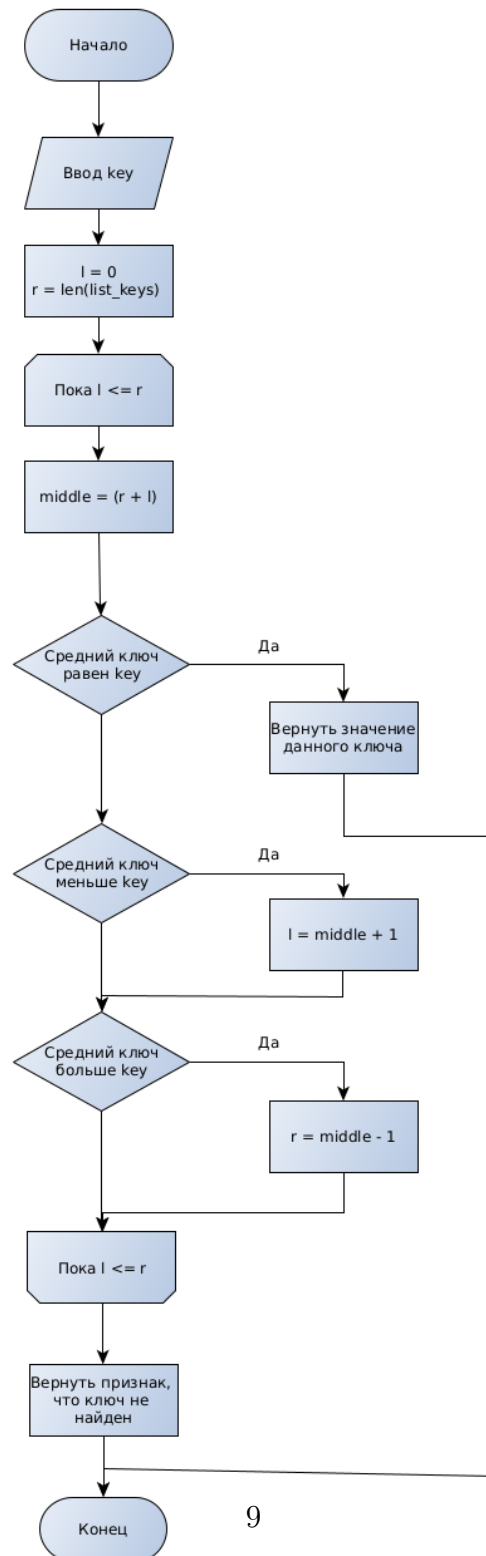 Начало
Ввод key
l = 0
r = len(list_keys)
Пока l <= r
middle = (r + l)
Средний ключ
равен key
Да
Вернуть значение
данного ключа
Средний ключ
меньше key
Да
l = middle + 1
Средний ключ
больше key
Да
r = middle - 1
Пока l <= r
Вернуть признак,
что ключ не
найден
Конец
9